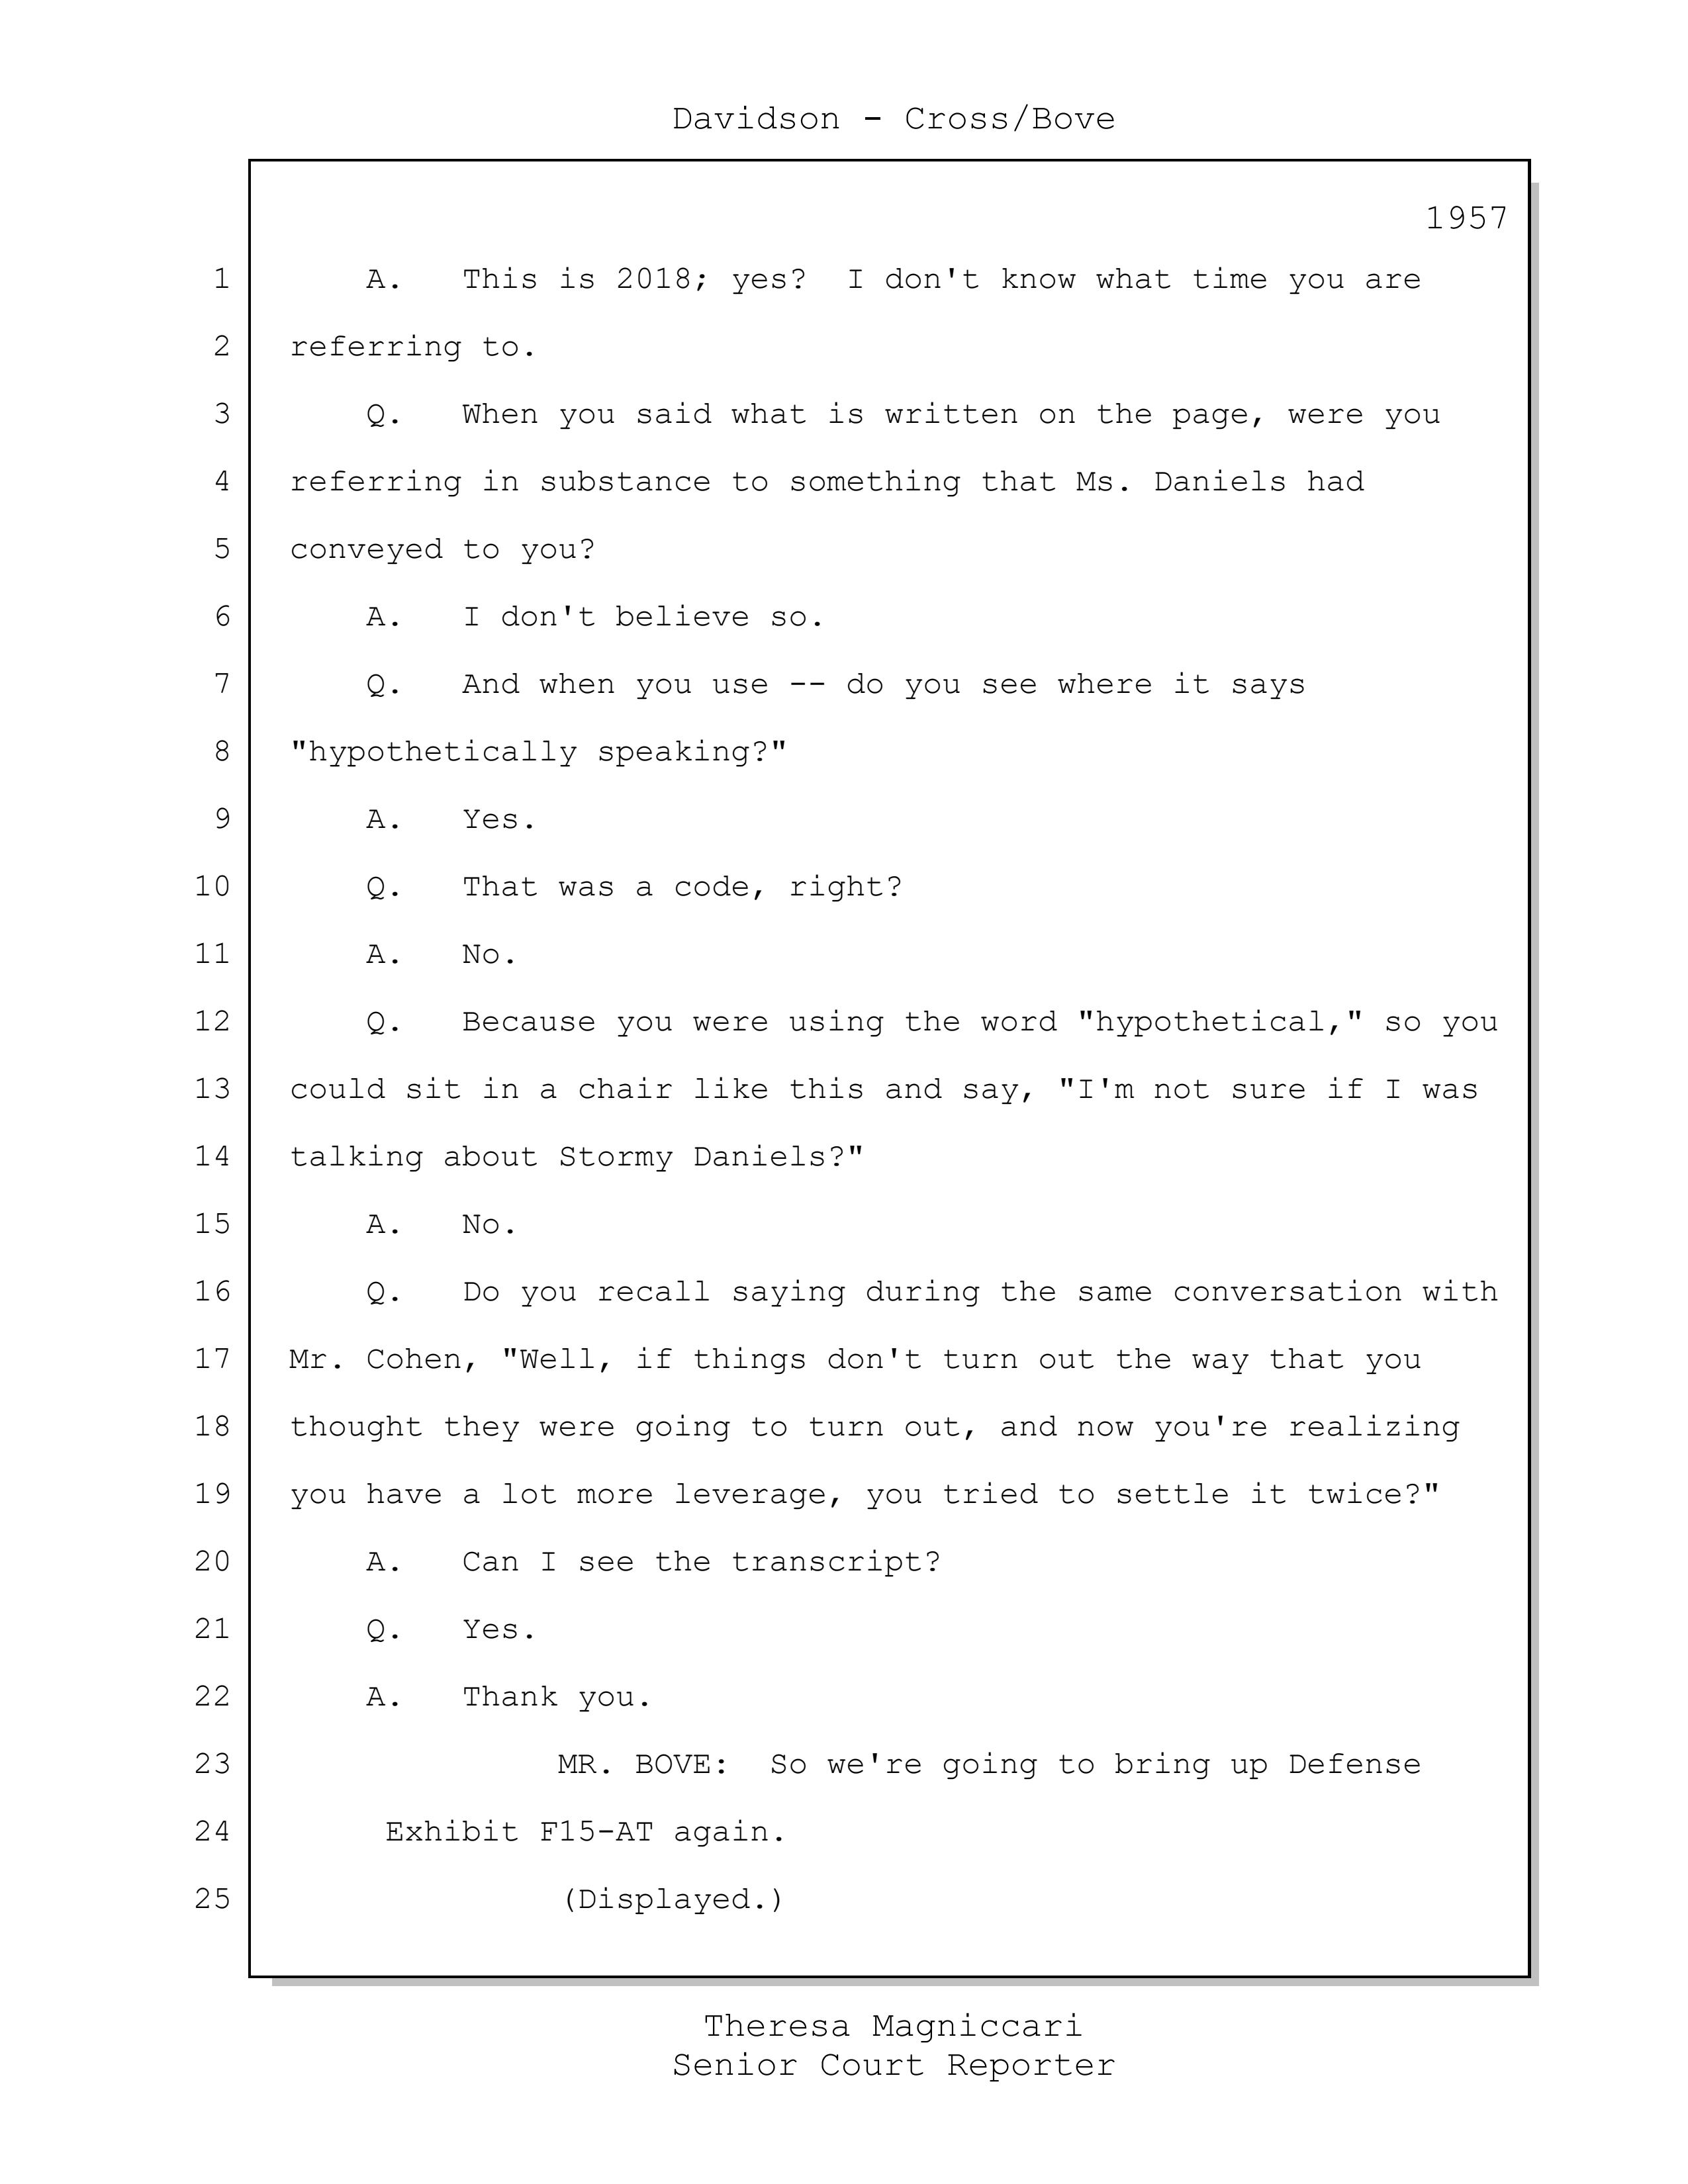 Davidson - Cross/Bove
1957
1 A. This is 2018; yes? I don't know what time you are
2 referring to.
3 Q. When you said what is written on the page, were you
4 referring in substance to something that Ms. Daniels had
5 conveyed to you?
6 A. I don't believe so.
7 Q. And when you use -- do you see where it says
8 "hypothetically speaking?"
9 A. Yes.
10 Q. That was a code, right?
11 A. No.
12 Q. Because you were using the word "hypothetical," so you
13 could sit in a chair like this and say, "I'm not sure if I was
14 talking about Stormy Daniels?"
15 A. No.
16 Q. Do you recall saying during the same conversation with
17 Mr. Cohen, "Well, if things don't turn out the way that you
18 thought they were going to turn out, and now you're realizing
19 you have a lot more leverage, you tried to settle it twice?"
20 A. Can I see the transcript?
21 Q. Yes.
22 A. Thank you.
23 MR. BOVE: So we're going to bring up Defense
24 Exhibit F15-AT again.
25 (Displayed.)
Theresa Magniccari
Senior Court Reporter